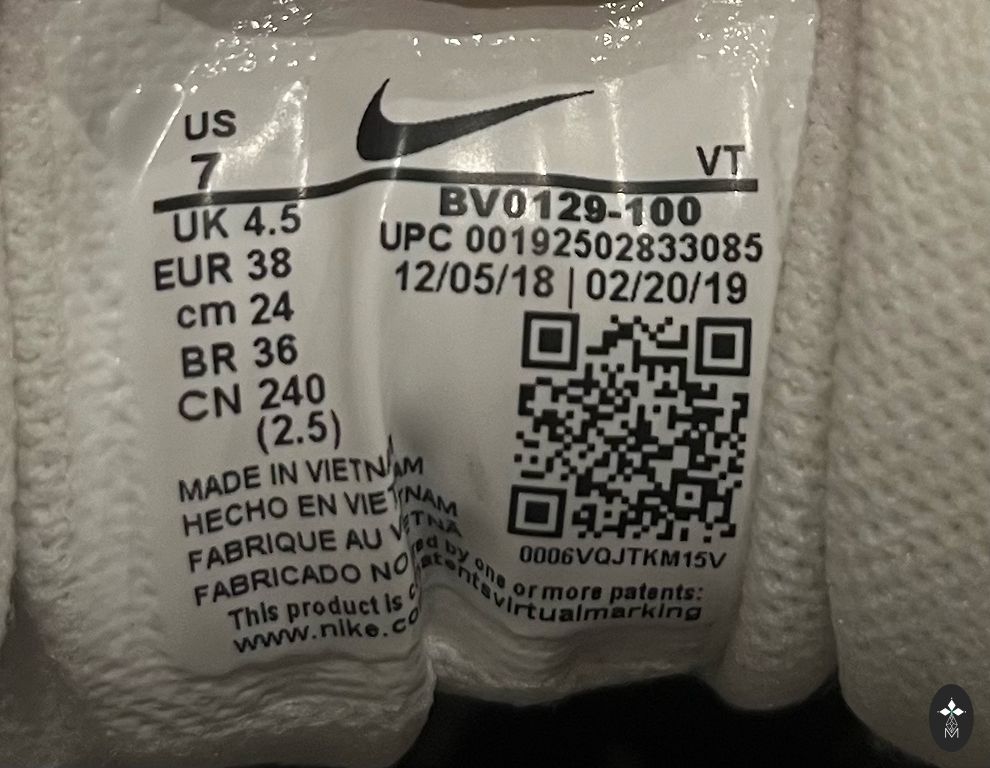 US
7
VT
UK 4.5
EUR 38
cm 24
BR 36
CN 240
(2.5)
BV0129-100
UPC 00192502833085
12/05/18 | 02/20/19
0006VQJTKM15V
MADE IN VIETNAM
HECHO EN VIETNAM
FABRIQUE AU VIETNA
FABRICADO NO
This product is c ed by one or more patents:
www.nike.co atentsvirtualmarking
M